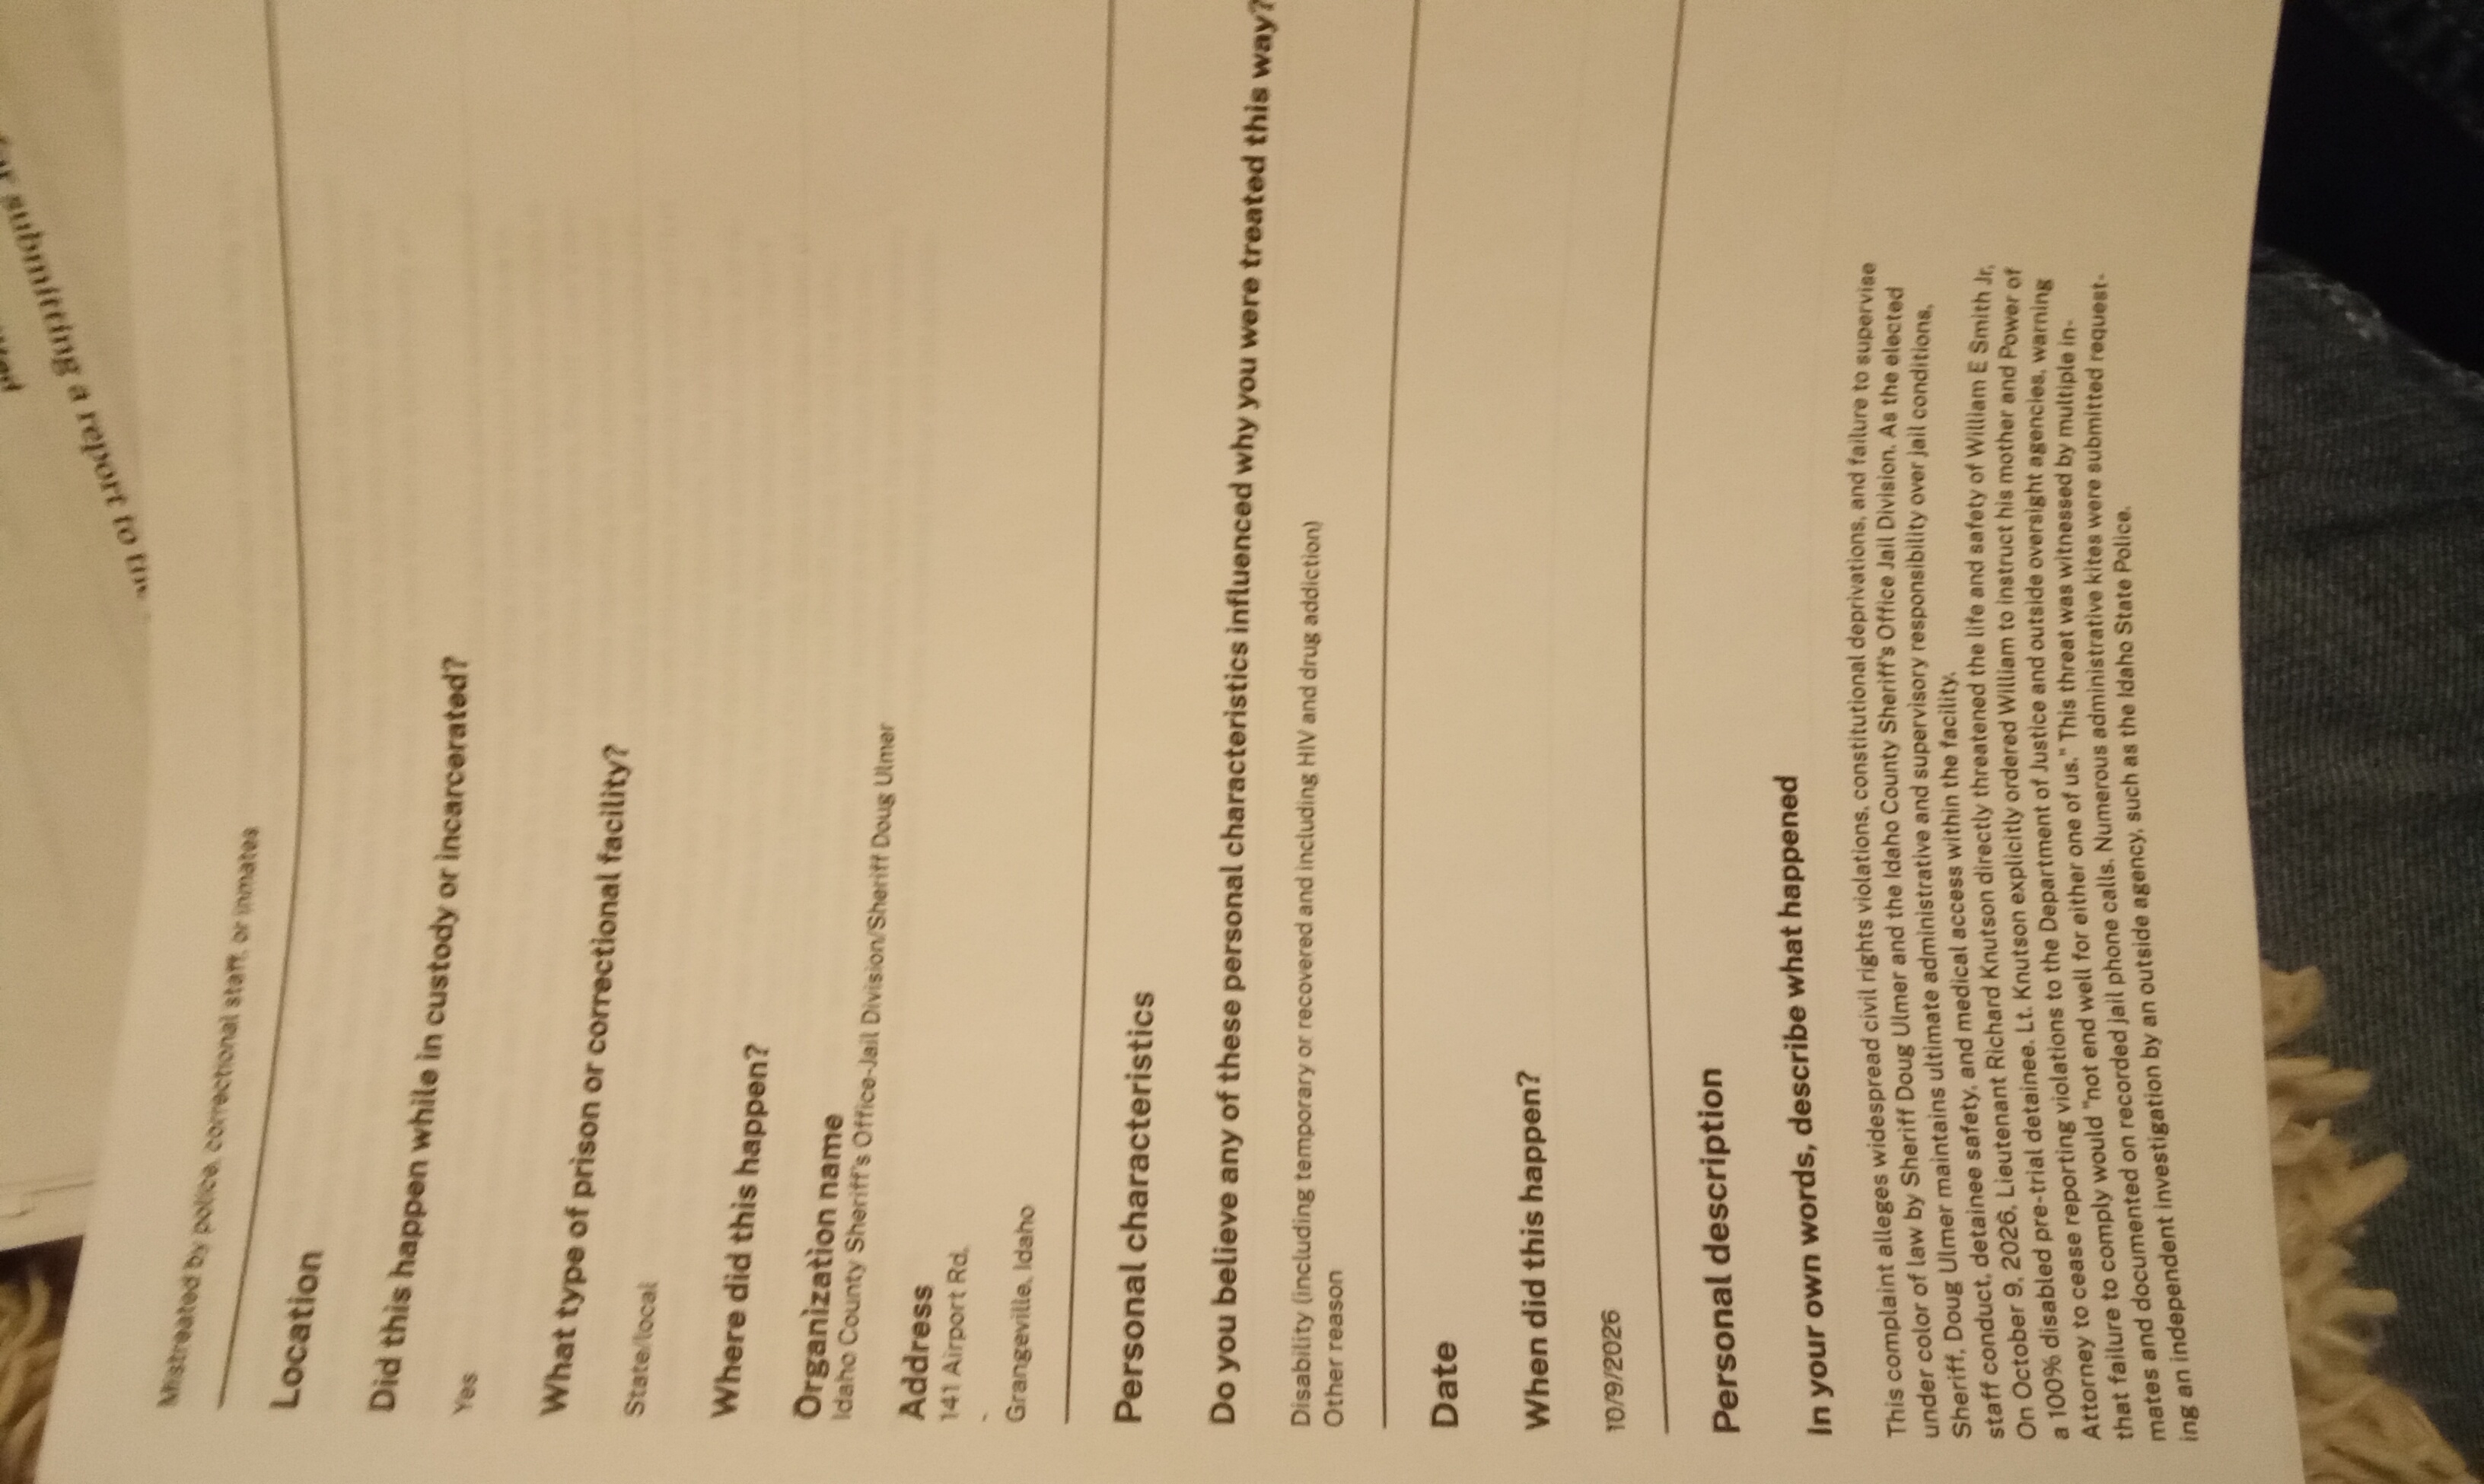 submitting a report to the
Mistreated by police, correctional staff, or inmates
Location
Did this happen while in custody or incarcerated?
Yes
What type of prison or correctional facility?
State/local
Where did this happen?
Organization name
Idaho County Sheriff's Office-Jail Division/Sheriff Doug Ulmer
Address
141 Airport Rd.
-
Grangeville, Idaho
Personal characteristics
Do you believe any of these personal characteristics influenced why you were treated this way?
Disability (including temporary or recovered and including HIV and drug addiction)
Other reason
Date
When did this happen?
10/9/2026
Personal description
In your own words, describe what happened
This complaint alleges widespread civil rights violations, constitutional deprivations, and failure to supervise
under color of law by Sheriff Doug Ulmer and the Idaho County Sheriff's Office Jail Division. As the elected
Sheriff, Doug Ulmer maintains ultimate administrative and supervisory responsibility over jail conditions,
staff conduct, detainee safety, and medical access within the facility.
On October 9, 2026, Lieutenant Richard Knutson directly threatened the life and safety of William E Smith Jr,
a 100% disabled pre-trial detainee. Lt. Knutson explicitly ordered William to instruct his mother and Power of
Attorney to cease reporting violations to the Department of Justice and outside oversight agencies, warning
that failure to comply would "not end well for either one of us." This threat was witnessed by multiple in-
mates and documented on recorded jail phone calls. Numerous administrative kites were submitted request-
ing an independent investigation by an outside agency, such as the Idaho State Police.